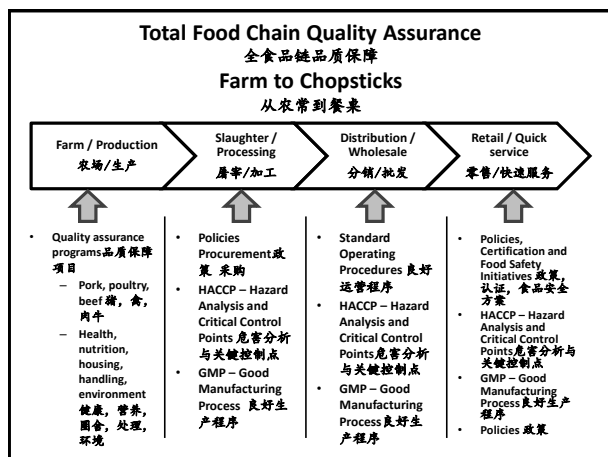 Total Food Chain Quality Assurance
全食品链品质保障
Farm to Chopsticks
从农常到餐桌
Farm / Production
农场/生产
Slaughter /
Processing
屠宰/加工
Distribution /
Wholesale
分销/批发
Retail / Quick
service
零售/快速服务
• Quality assurance
programs品质保障
项目
– Pork, poultry,
beef 猪, 禽,
肉牛
– Health,
nutrition,
housing,
handling,
environment
健康, 营养,
圈舍, 处理,
环境
• Policies
Procurement政
策 采购
• HACCP – Hazard
Analysis and
Critical Control
Points 危害分析
与关键控制点
• GMP – Good
Manufacturing
Process 良好生
产程序
• Standard
Operating
Procedures 良好
运营程序
• HACCP – Hazard
Analysis and
Critical Control
Points危害分析
与关键控制点
• GMP – Good
Manufacturing
Process良好生
产程序
• Policies,
Certification and
Food Safety
Initiatives 政策,
认证, 食品安全
方案
• HACCP – Hazard
Analysis and
Critical Control
Points危害分析与
关键控制点
• GMP – Good
Manufacturing
Process良好生产
程序
• Policies 政策